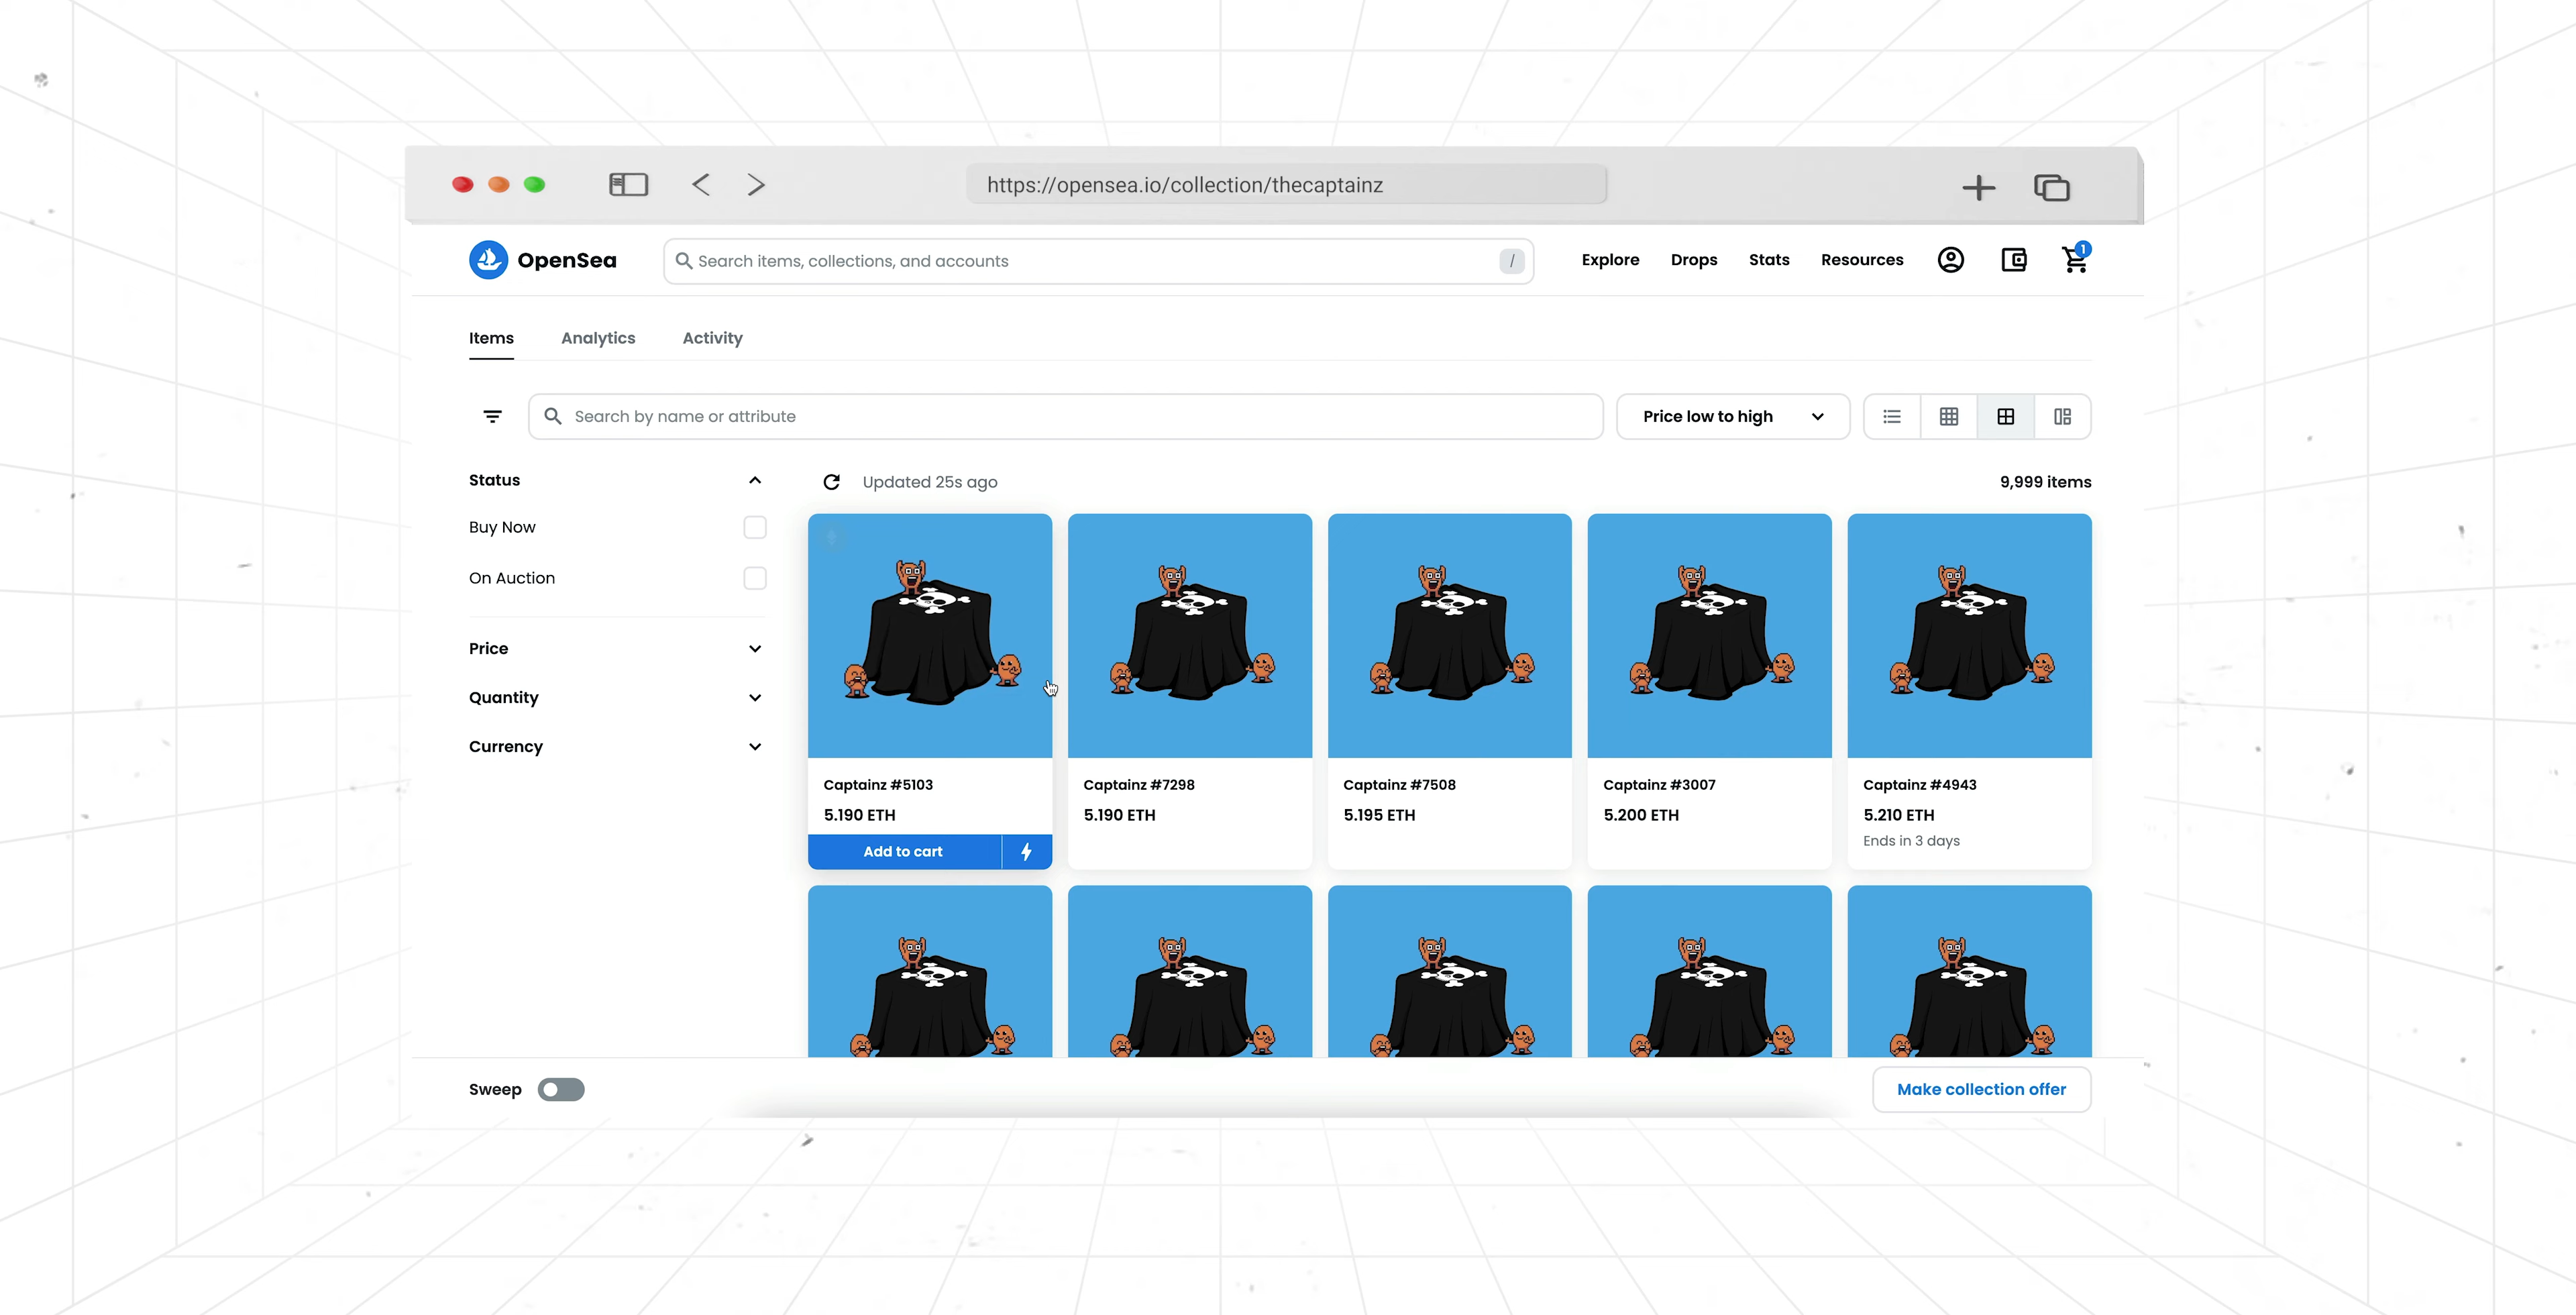 https://opensea.io/collection/thecaptainz
OpenSea
Search items, collections, and accounts
/
Explore
Drops
Stats
Resources
1
Items
Analytics
Activity
Search by name or attribute
Price low to high
Status
Updated 25s ago
9,999 items
Buy Now
On Auction
Price
Quantity
Currency
Captainz #5103
5.190 ETH
Add to cart
Captainz #7298
5.190 ETH
Captainz #7508
5.195 ETH
Captainz #3007
5.200 ETH
Captainz #4943
5.210 ETH
Ends in 3 days
Sweep
Make collection offer